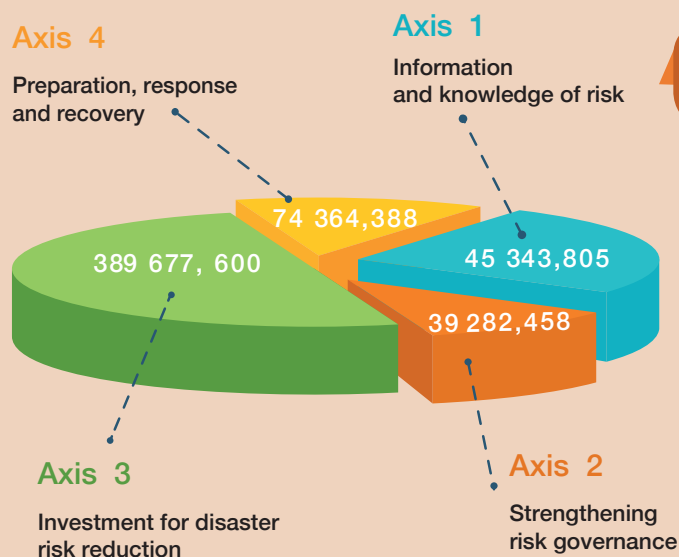 Axis 4
Preparation, response
and recovery
Axis 1
Information
and knowledge of risk
74 364,388
389 677, 600
45 343,805
39 282,458
Axis 3
Investment for disaster
risk reduction
Axis 2
Strengthening
risk governance